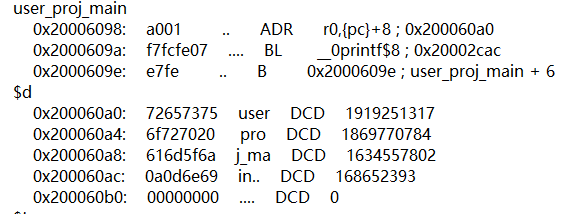 user_proj_main
0x20006098: a001 .. ADR r0,{pc}+8 ; 0x200060a0
0x2000609a: f7fcfe07 .... BL __0printf$8 ; 0x20002cac
0x2000609e: e7fe .. B 0x2000609e ; user_proj_main + 6
$d
0x200060a0: 72657375 user DCD 1919251317
0x200060a4: 6f727020 pro DCD 1869770784
0x200060a8: 616d5f6a j_ma DCD 1634557802
0x200060ac: 0a0d6e69 in.. DCD 168652393
0x200060b0: 00000000 .... DCD 0